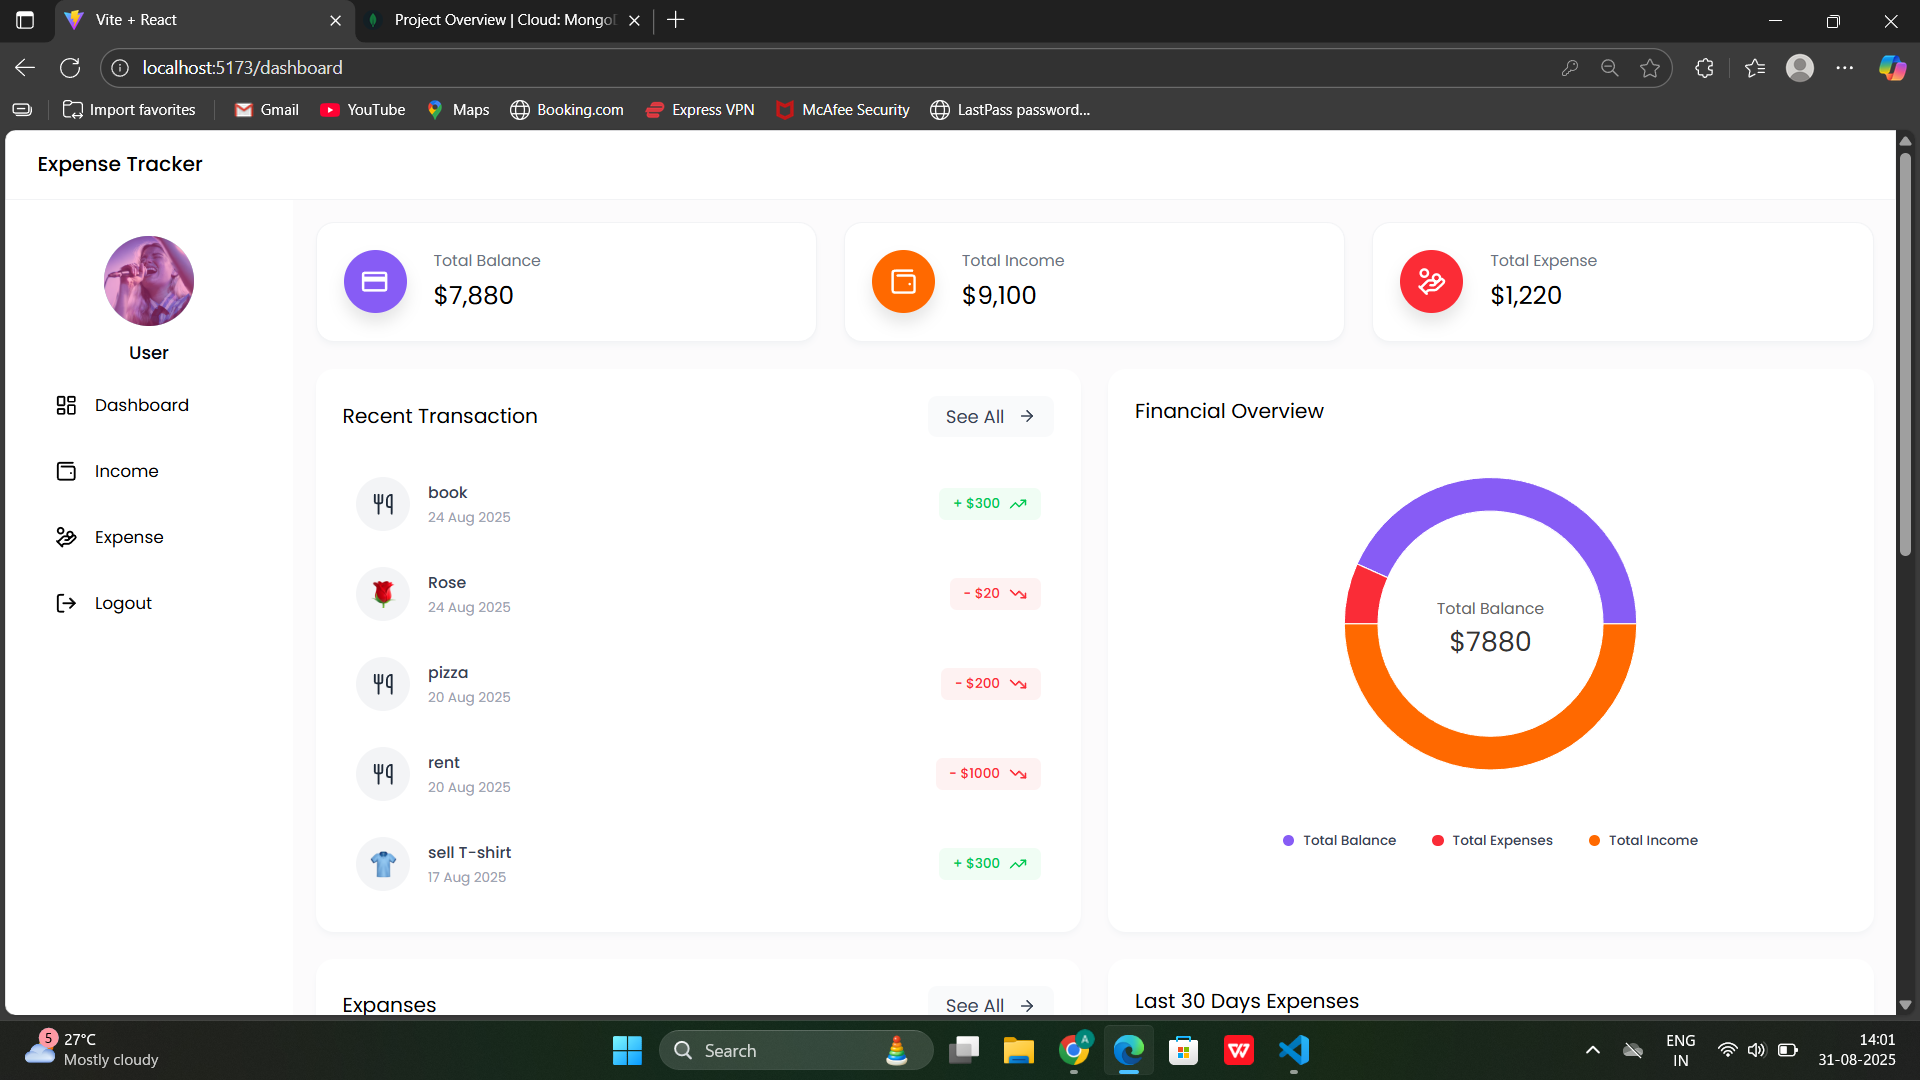 Vite + React
Project Overview | Cloud: Mongo
localhost:5173/dashboard
Import favorites
Gmail
YouTube
Maps
Booking.com
Express VPN
McAfee Security
LastPass password...
Expense Tracker
User
Dashboard
Income
Expense
Logout
Total Balance
$7,880
Total Income
$9,100
Total Expense
$1,220
Recent Transaction
See All
book
24 Aug 2025
+ $300
Rose
24 Aug 2025
- $20
pizza
20 Aug 2025
- $200
rent
20 Aug 2025
- $1000
sell T-shirt
17 Aug 2025
+ $300
Financial Overview
Total Balance
$7880
Total Balance
Total Expenses
Total Income
Expanses
See All
Last 30 Days Expenses
5
27°C
Mostly cloudy
Search
A
W
ENG
IN
14:01
31-08-2025